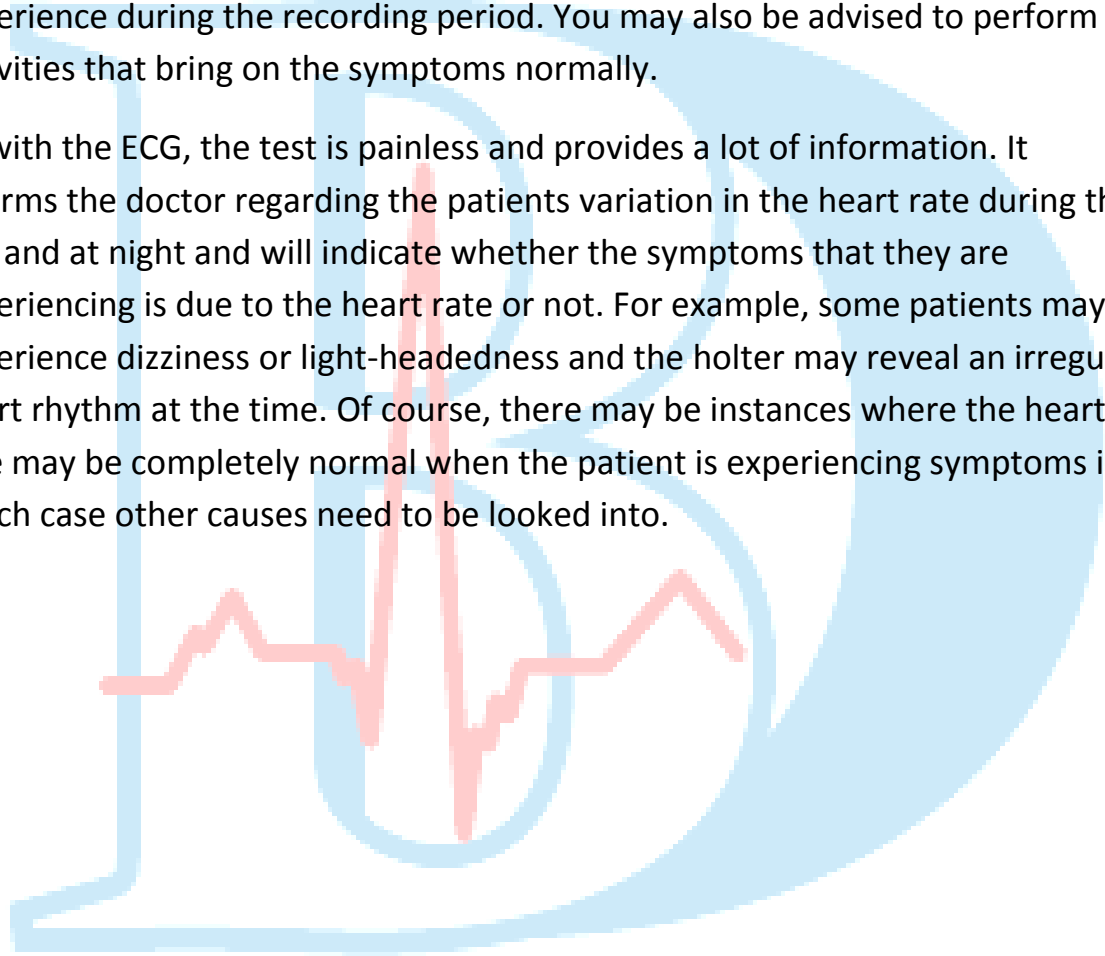 erience during the recording period. You may also be advised to perform
vities that bring on the symptoms normally.
with the ECG, the test is painless and provides a lot of information. It
rms the doctor regarding the patients variation in the heart rate during th
and at night and will indicate whether the symptoms that they are
eriencing is due to the heart rate or not. For example, some patients may
erience dizziness or light-headedness and the holter may reveal an irregu
rt rhythm at the time. Of course, there may be instances where the heart
e may be completely normal when the patient is experiencing symptoms i
ch case other causes need to be looked into.